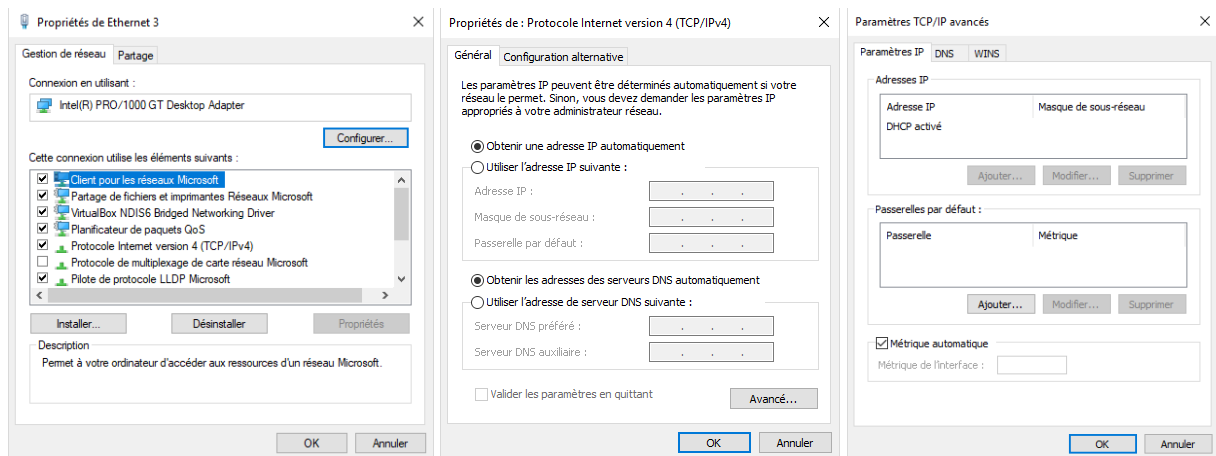 Propriétés de Ethernet 3
Gestion de réseau
Partage
Connexion en utilisant :
Intel(R) PRO/1000 GT Desktop Adapter
Configurer...
Cette connexion utilise les éléments suivants :
Client pour les réseaux Microsoft
Partage de fichiers et imprimantes Réseaux Microsoft
VirtualBox NDIS6 Bridged Networking Driver
Planificateur de paquets QoS
Protocole Internet version 4 (TCP/IPv4)
Protocole de multiplexage de carte réseau Microsoft
Pilote de protocole LLDP Microsoft
Installer...
Désinstaller
Propriétés
Description
Permet à votre ordinateur d'accéder aux ressources d'un réseau Microsoft.
OK
Annuler
Propriétés de : Protocole Internet version 4 (TCP/IPv4)
Général
Configuration alternative
Les paramètres IP peuvent être déterminés automatiquement si votre
réseau le permet. Sinon, vous devez demander les paramètres IP
appropriés à votre administrateur réseau.
Obtenir une adresse IP automatiquement
Utiliser l'adresse IP suivante :
Adresse IP :
Masque de sous-réseau :
Passerelle par défaut :
Obtenir les adresses des serveurs DNS automatiquement
Utiliser l'adresse de serveur DNS suivante :
Serveur DNS préféré :
Serveur DNS auxiliaire :
Valider les paramètres en quittant
Avancé...
OK
Annuler
Paramètres TCP/IP avancés
Paramètres IP
DNS
WINS
Adresses IP
Adresse IP
Masque de sous-réseau
DHCP activé
Ajouter...
Modifier...
Supprimer
Passerelles par défaut :
Passerelle
Métrique
Ajouter...
Modifier...
Supprimer
Métrique automatique
Métrique de l'interface :
OK
Annuler